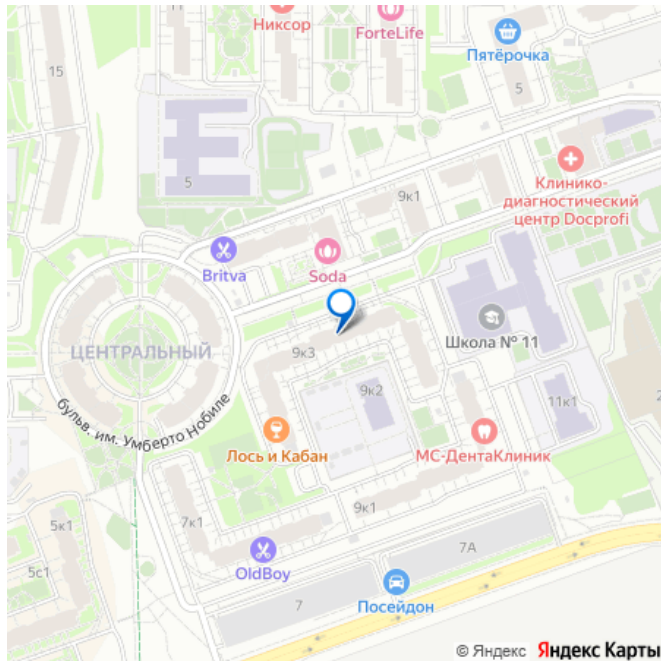 Никсор
ForteLife
Пятёрочка
15
5
5
Клинико-
диагностический
центр Docprofi
9к1
Britva
Soda
ЦЕНТРАЛЬНЫЙ
9к3
Школа № 11
бульв. им. Умберто Нобиле
9к2
11к1
Лось и Кабан
МС-ДентаКлиник
7к1
9к1
5к1
5с1
OldBoy
7А
7
Посейдон
© Яндекс Яндекс Карты